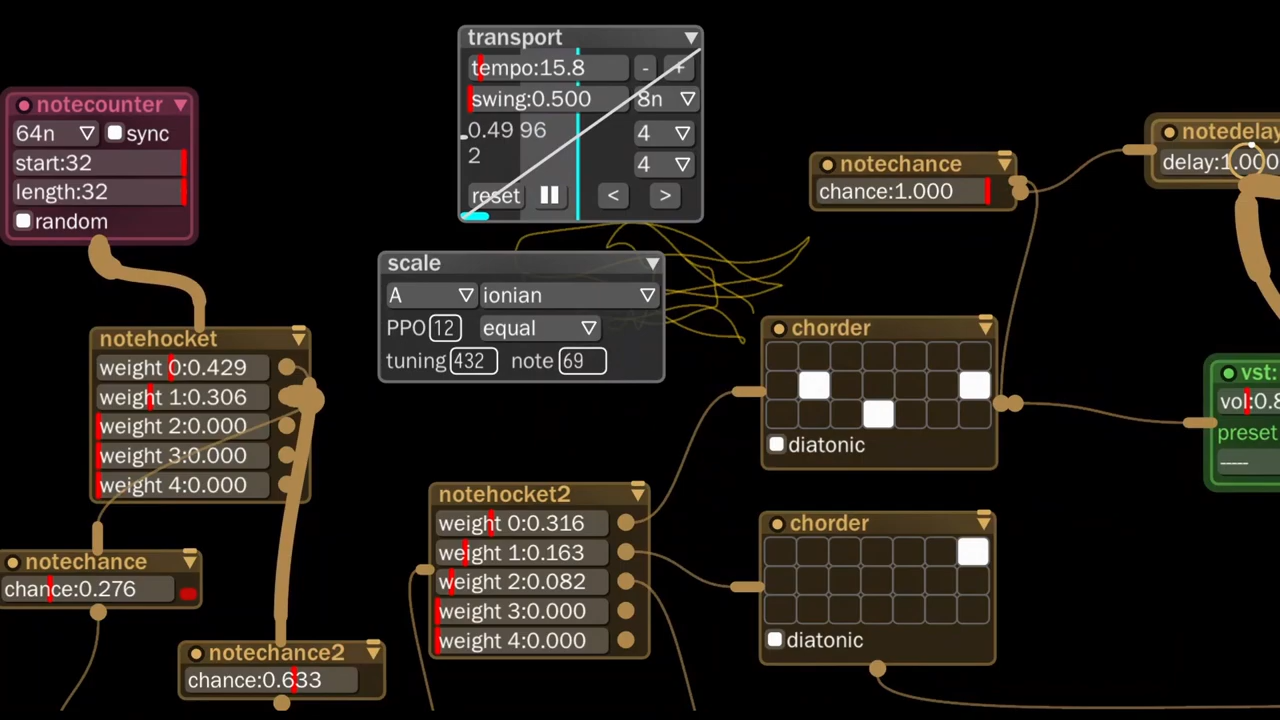 transport
tempo:15.8 - +
swing:0.500 8n
0.49 96 4
2 4
reset < >
notecounter
64n sync
start:32
length:32
random
notechance
chance:1.000
notedelay
delay:1.000
scale
A ionian
PPO 12 equal
tuning 432 note 69
notehocket
weight 0:0.429
weight 1:0.306
weight 2:0.000
weight 3:0.000
weight 4:0.000
chorder
diatonic
vst:
vol:0.8
preset
notehocket2
weight 0:0.316
weight 1:0.163
weight 2:0.082
weight 3:0.000
weight 4:0.000
chorder
diatonic
notechance
chance:0.276
notechance2
chance:0.633